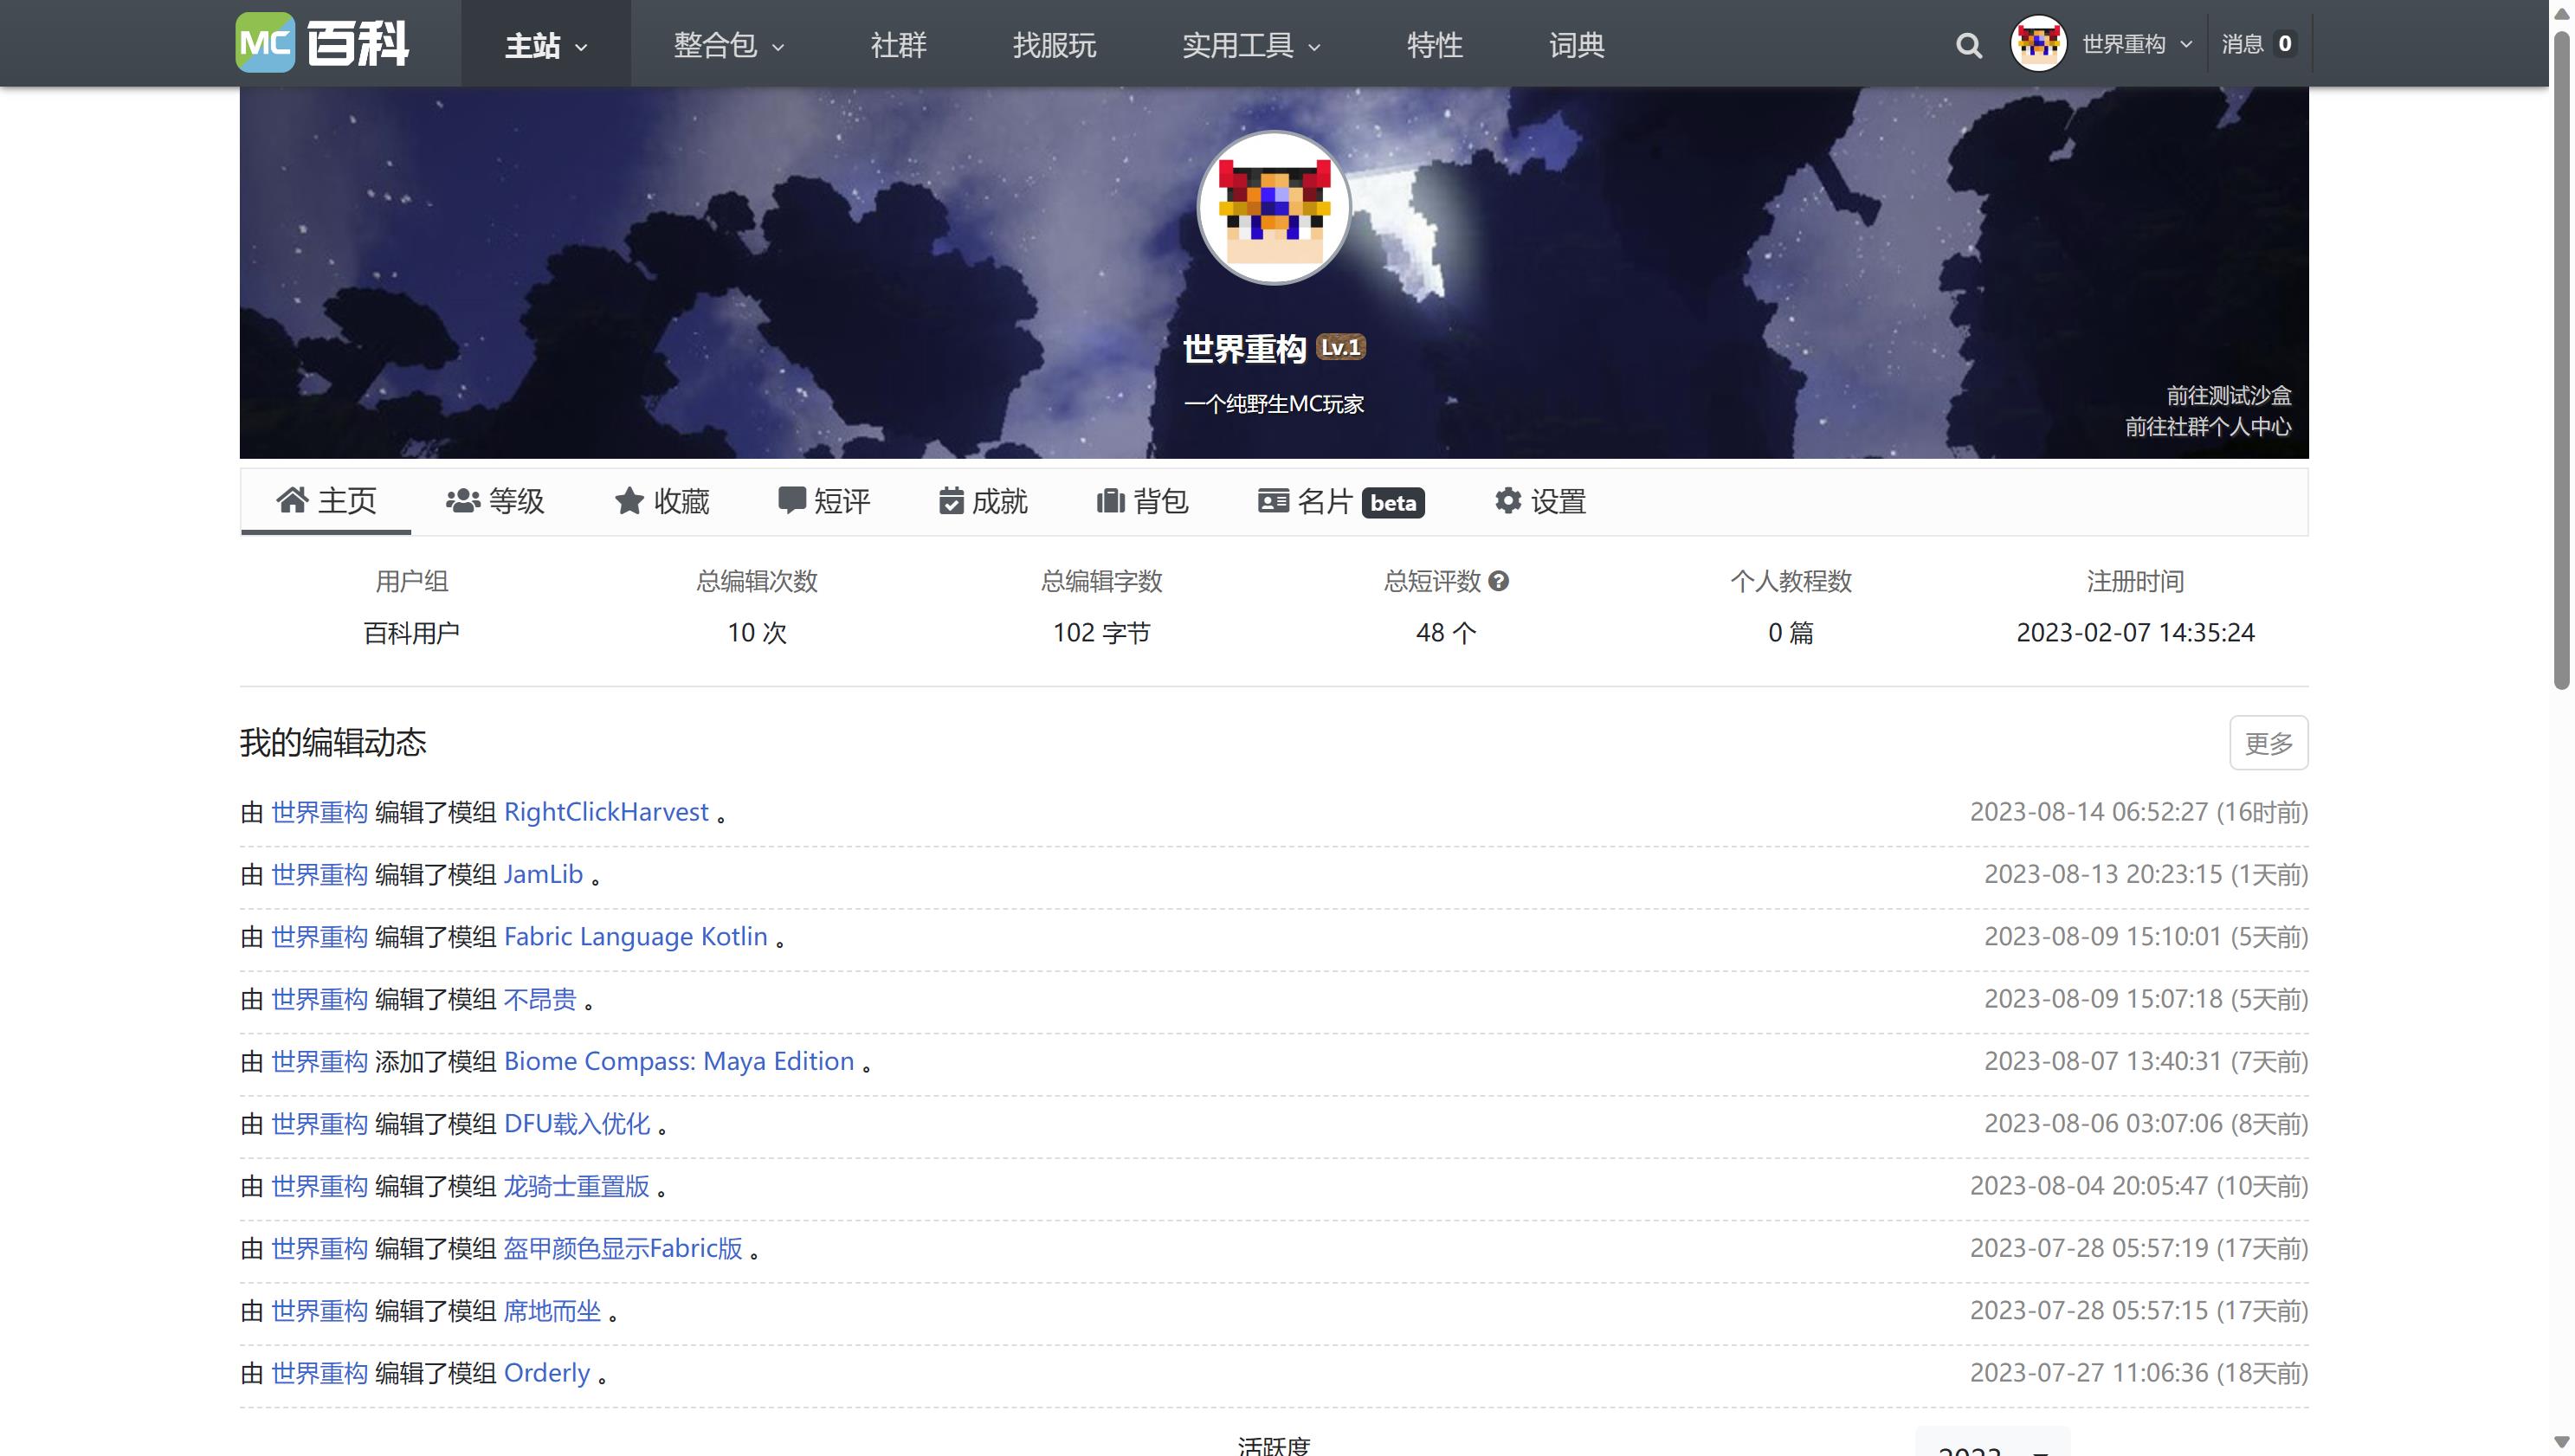 MC 百科 主站 整合包 社群 找服玩 实用工具 特性 词典 世界重构 消息 0
世界重构 Lv.1
一个纯野生MC玩家
前往测试沙盒
前往社群个人中心
主页 等级 收藏 短评 成就 背包 名片 beta 设置
用户组 总编辑次数 总编辑字数 总短评数 个人教程数 注册时间
百科用户 10 次 102 字节 48 个 0 篇 2023-02-07 14:35:24
我的编辑动态 更多
由 世界重构 编辑了模组 RightClickHarvest 。 2023-08-14 06:52:27 (16时前)
由 世界重构 编辑了模组 JamLib 。 2023-08-13 20:23:15 (1天前)
由 世界重构 编辑了模组 Fabric Language Kotlin 。 2023-08-09 15:10:01 (5天前)
由 世界重构 编辑了模组 不昂贵 。 2023-08-09 15:07:18 (5天前)
由 世界重构 添加了模组 Biome Compass: Maya Edition 。 2023-08-07 13:40:31 (7天前)
由 世界重构 编辑了模组 DFU载入优化 。 2023-08-06 03:07:06 (8天前)
由 世界重构 编辑了模组 龙骑士重置版 。 2023-08-04 20:05:47 (10天前)
由 世界重构 编辑了模组 盔甲颜色显示Fabric版 。 2023-07-28 05:57:19 (17天前)
由 世界重构 编辑了模组 席地而坐 。 2023-07-28 05:57:15 (17天前)
由 世界重构 编辑了模组 Orderly 。 2023-07-27 11:06:36 (18天前)
活跃度 2023